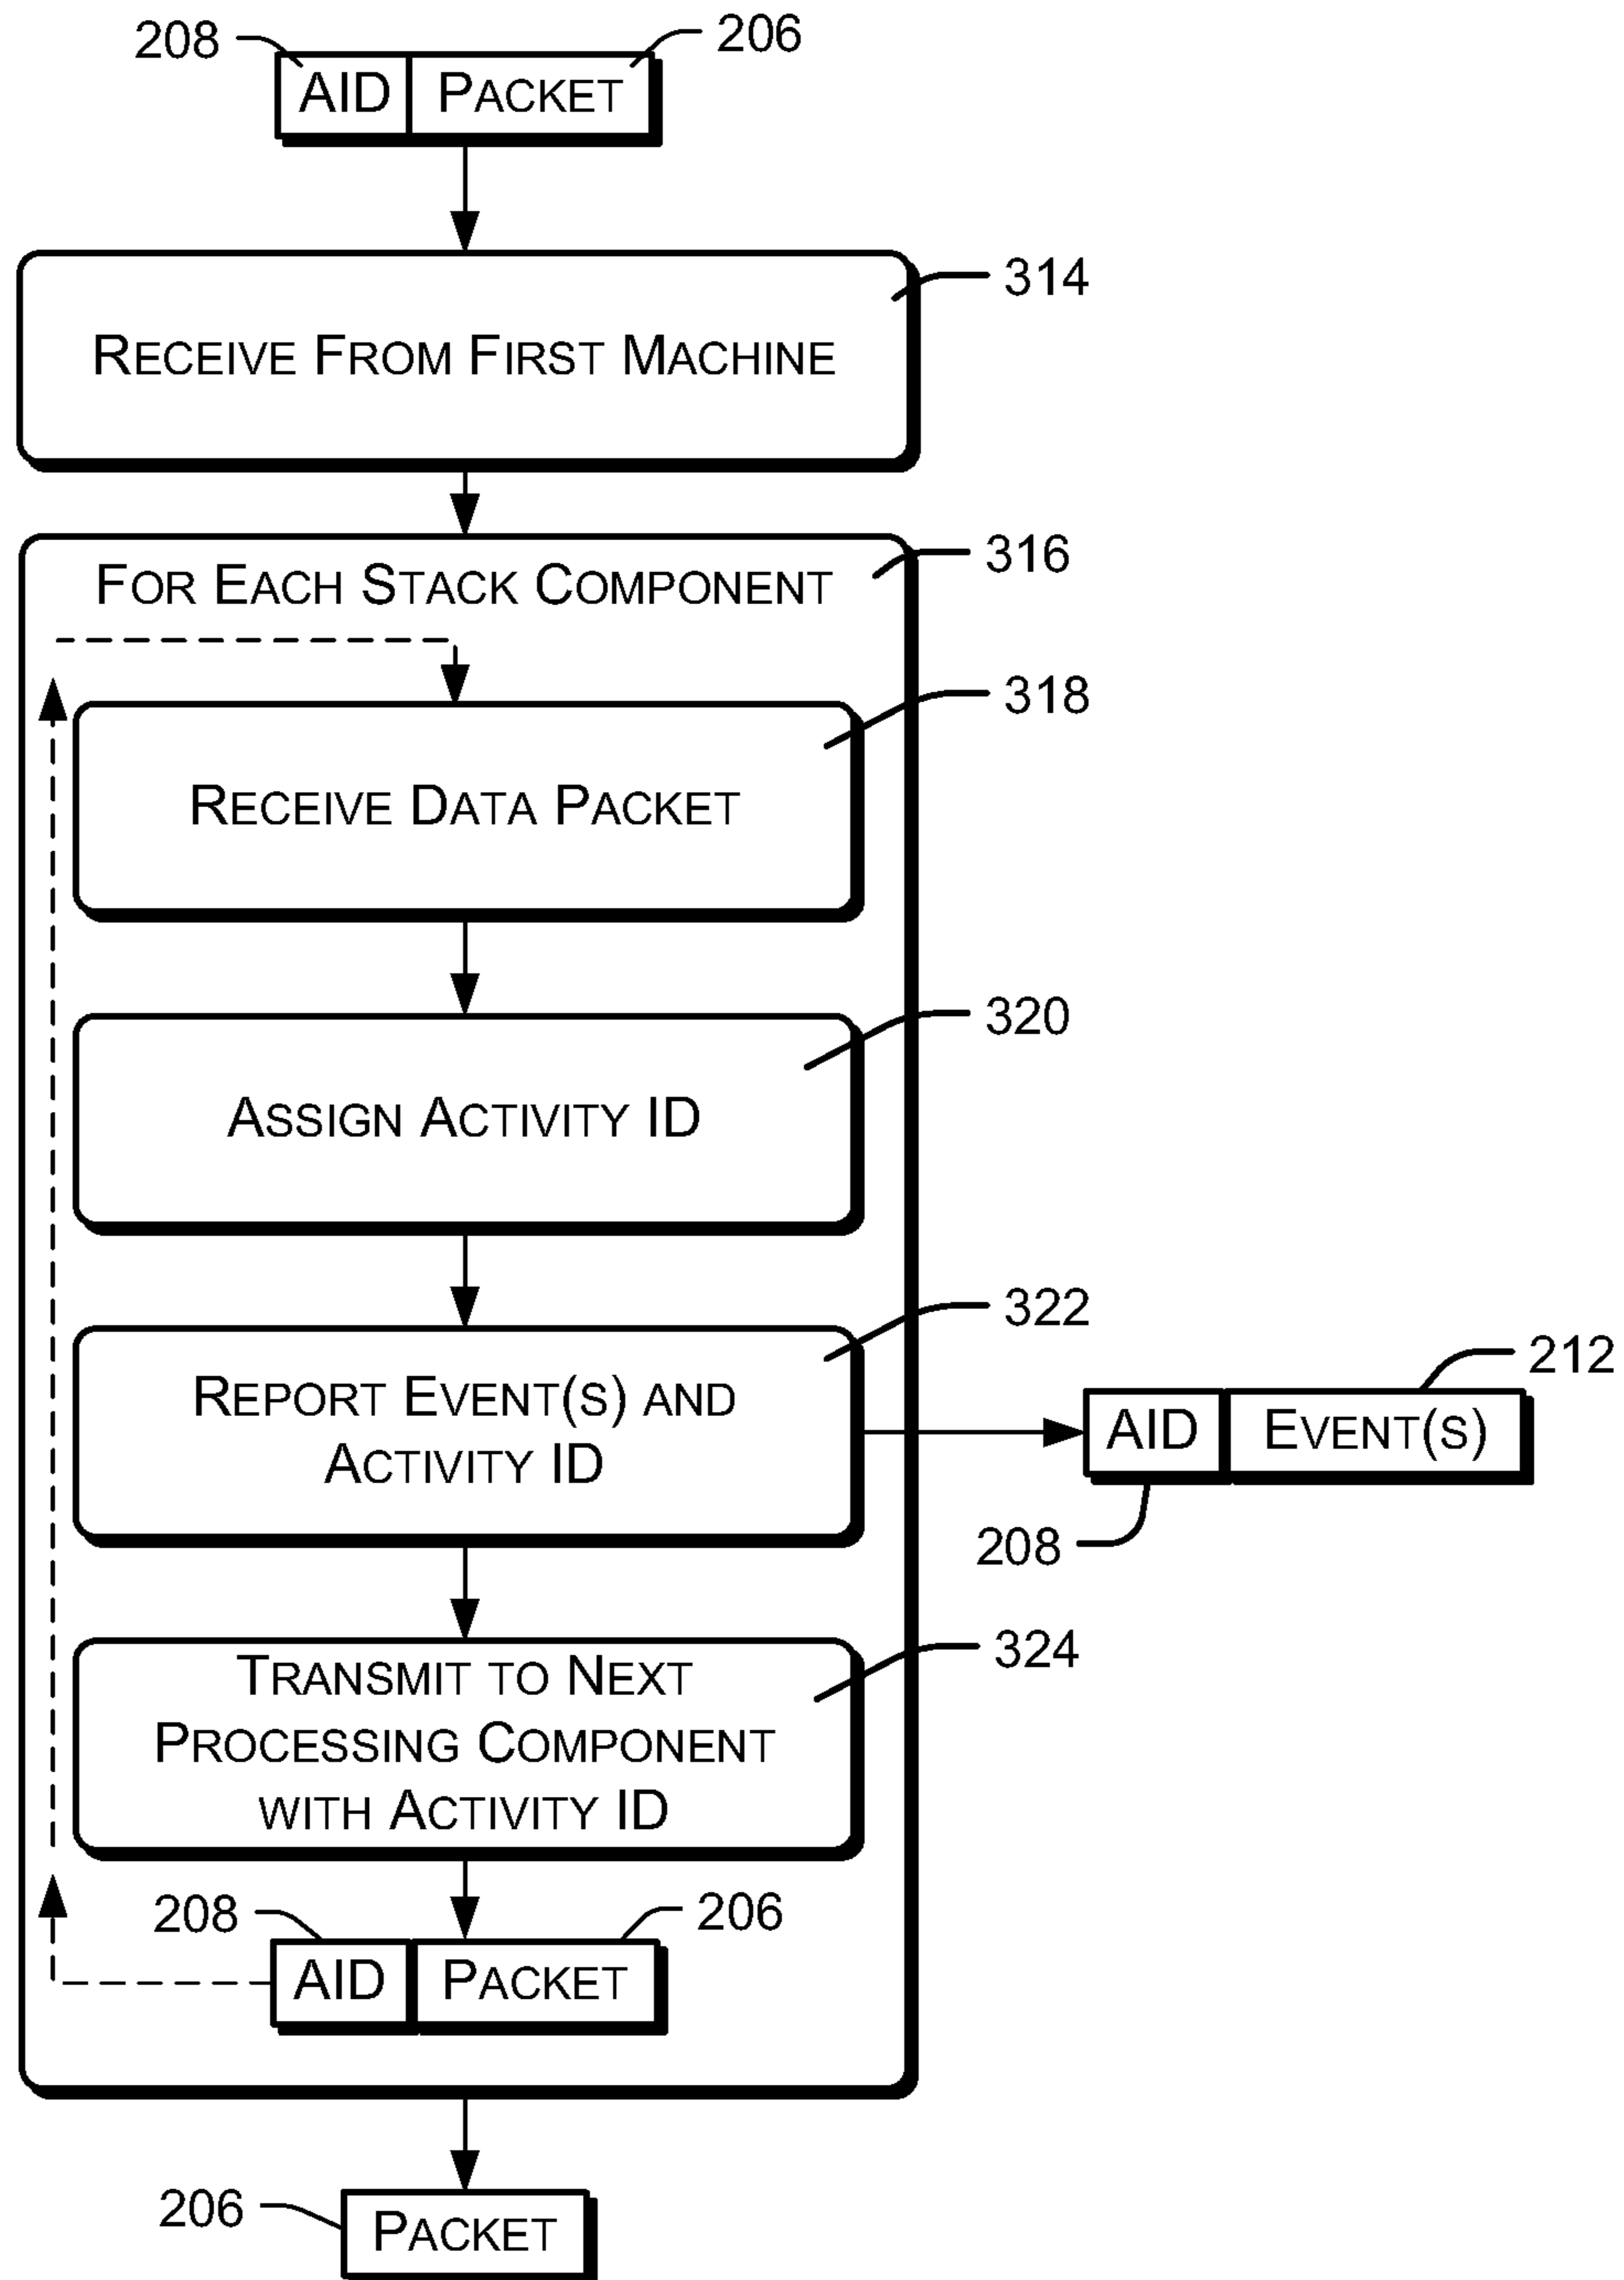 208
206
AID PACKET
314
RECEIVE FROM FIRST MACHINE
316
FOR EACH STACK COMPONENT
318
RECEIVE DATA PACKET
320
ASSIGN ACTIVITY ID
322
REPORT EVENT(S) AND
ACTIVITY ID
212
AID EVENT(S)
208
324
TRANSMIT TO NEXT
PROCESSING COMPONENT
WITH ACTIVITY ID
208
206
AID PACKET
206
PACKET